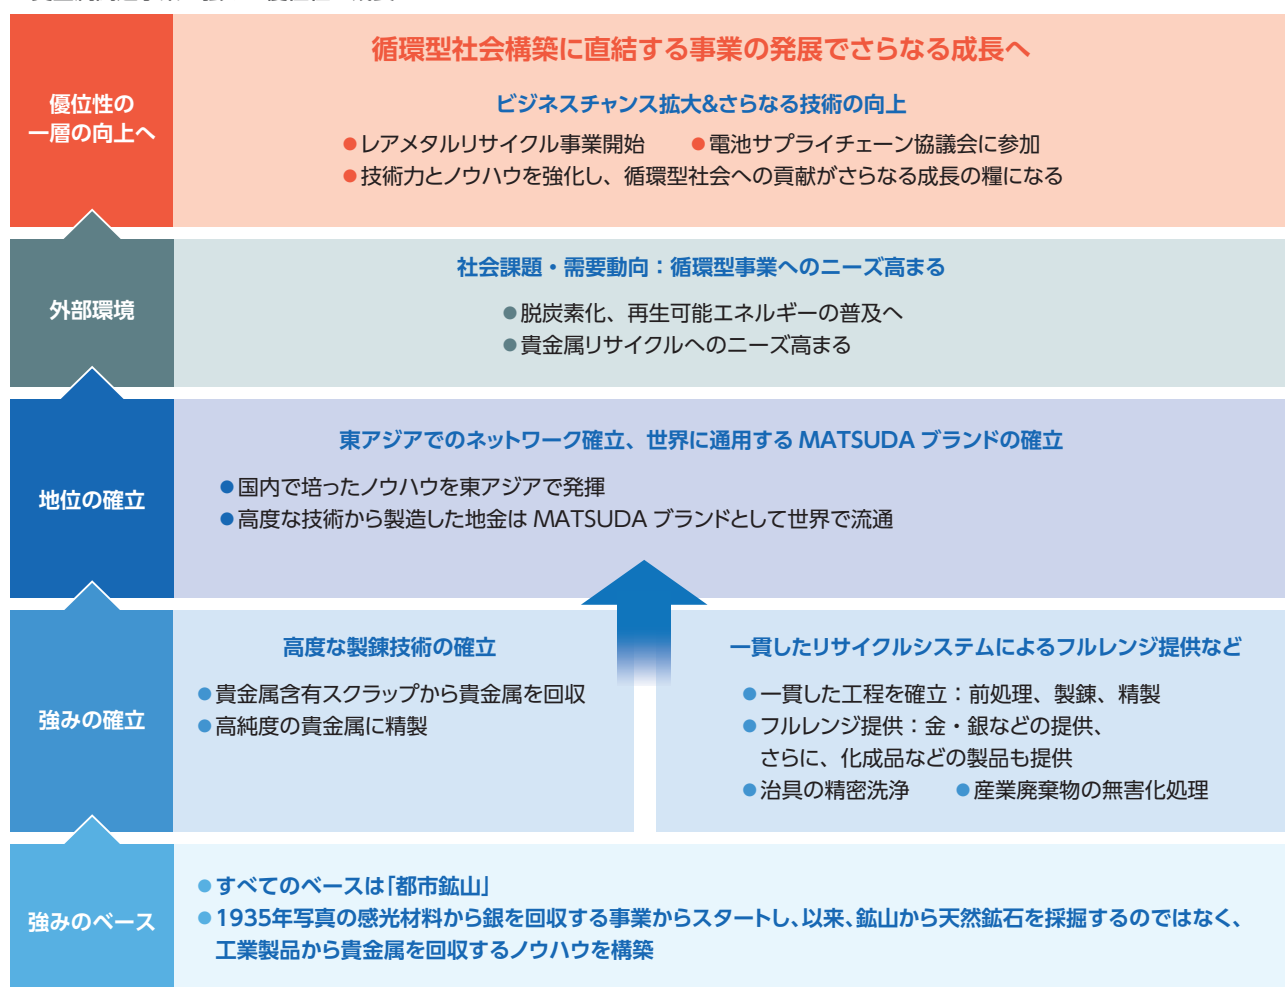 優位性の
一層の向上へ
循環型社会構築に直結する事業の発展でさらなる成長へ
ビジネスチャンス拡大&さらなる技術の向上
●レアメタルリサイクル事業開始 ●電池サプライチェーン協議会に参加
●技術力とノウハウを強化し、循環型社会への貢献がさらなる成長の糧になる
外部環境
社会課題・需要動向：循環型事業へのニーズ高まる
●脱炭素化、再生可能エネルギーの普及へ
●貴金属リサイクルへのニーズ高まる
地位の確立
東アジアでのネットワーク確立、世界に通用する MATSUDA ブランドの確立
●国内で培ったノウハウを東アジアで発揮
●高度な技術から製造した地金は MATSUDA ブランドとして世界で流通
強みの確立
高度な製錬技術の確立
●貴金属含有スクラップから貴金属を回収
●高純度の貴金属に精製
一貫したリサイクルシステムによるフルレンジ提供など
●一貫した工程を確立：前処理、製錬、精製
●フルレンジ提供：金・銀などの提供、
さらに、化成品などの製品も提供
●治具の精密洗浄 ●産業廃棄物の無害化処理
強みのベース
●すべてのベースは「都市鉱山」
●1935年写真の感光材料から銀を回収する事業からスタートし、以来、鉱山から天然鉱石を採掘するのではなく、
工業製品から貴金属を回収するノウハウを構築